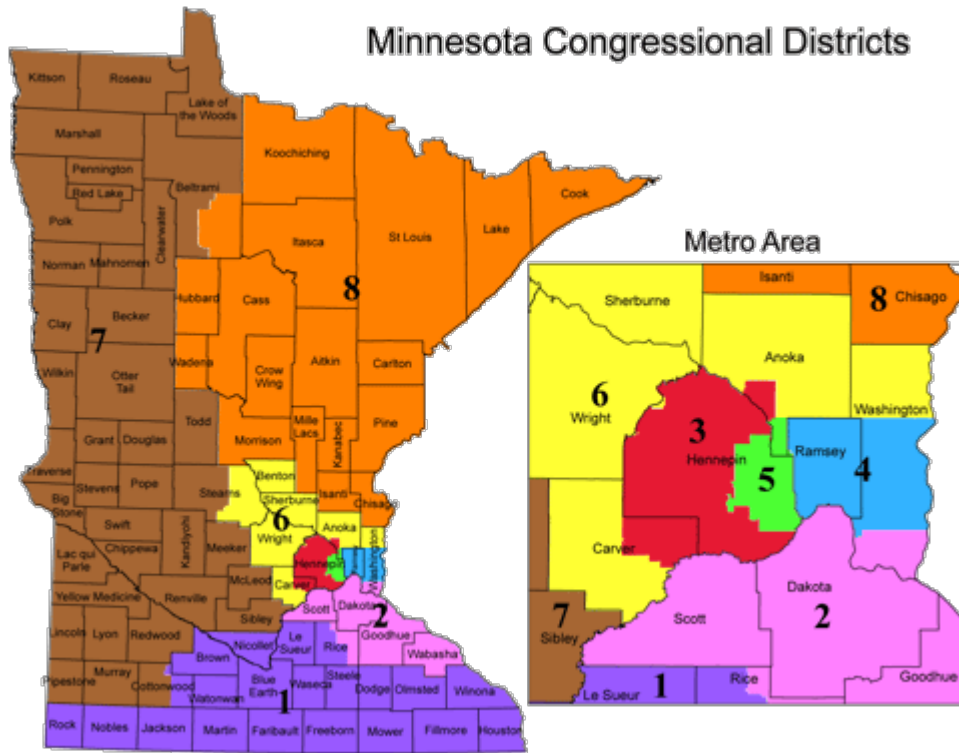 Minnesota Congressional Districts
Kittson
Roseau
Lake of
the Woods
Marshall
Koochiching
Pennington
Red Lake
Beltrami
Cook
Polk
Clearwater
Itasca
St Louis
Lake
Norman
Mahnomen
8
Hubbard
Cass
Clay
Becker
7
Wadena
Aitkin
Carlton
Wilkin
Otter
Tail
Crow
Wing
Todd
Mille
Lacs
Pine
Grant
Douglas
Morrison
Kanabec
Traverse
Stevens
Pope
Stearns
Benton
Big
Stone
Sherburne
Isanti
Chisago
Swift
6
Anoka
Kandiyohi
Wright
Washington
Lac qui
Parle
Chippewa
Meeker
Hennepin
Yellow Medicine
Renville
McLeod
Carver
Sibley
Scott
Dakota
2
Lincoln
Lyon
Redwood
Nicollet
Le
Sueur
Rice
Goodhue
Brown
Wabasha
Pipestone
Murray
Cottonwood
Watonwan
Blue
Earth
Waseca
Steele
Dodge
Olmsted
Winona
1
Rock
Nobles
Jackson
Martin
Faribault
Freeborn
Mower
Fillmore
Houston
Metro Area
Isanti
8
Chisago
Sherburne
Anoka
6
Wright
Washington
3
Hennepin
Ramsey
5
4
Carver
Dakota
7
Sibley
Scott
2
Le Sueur
1
Rice
Goodhue